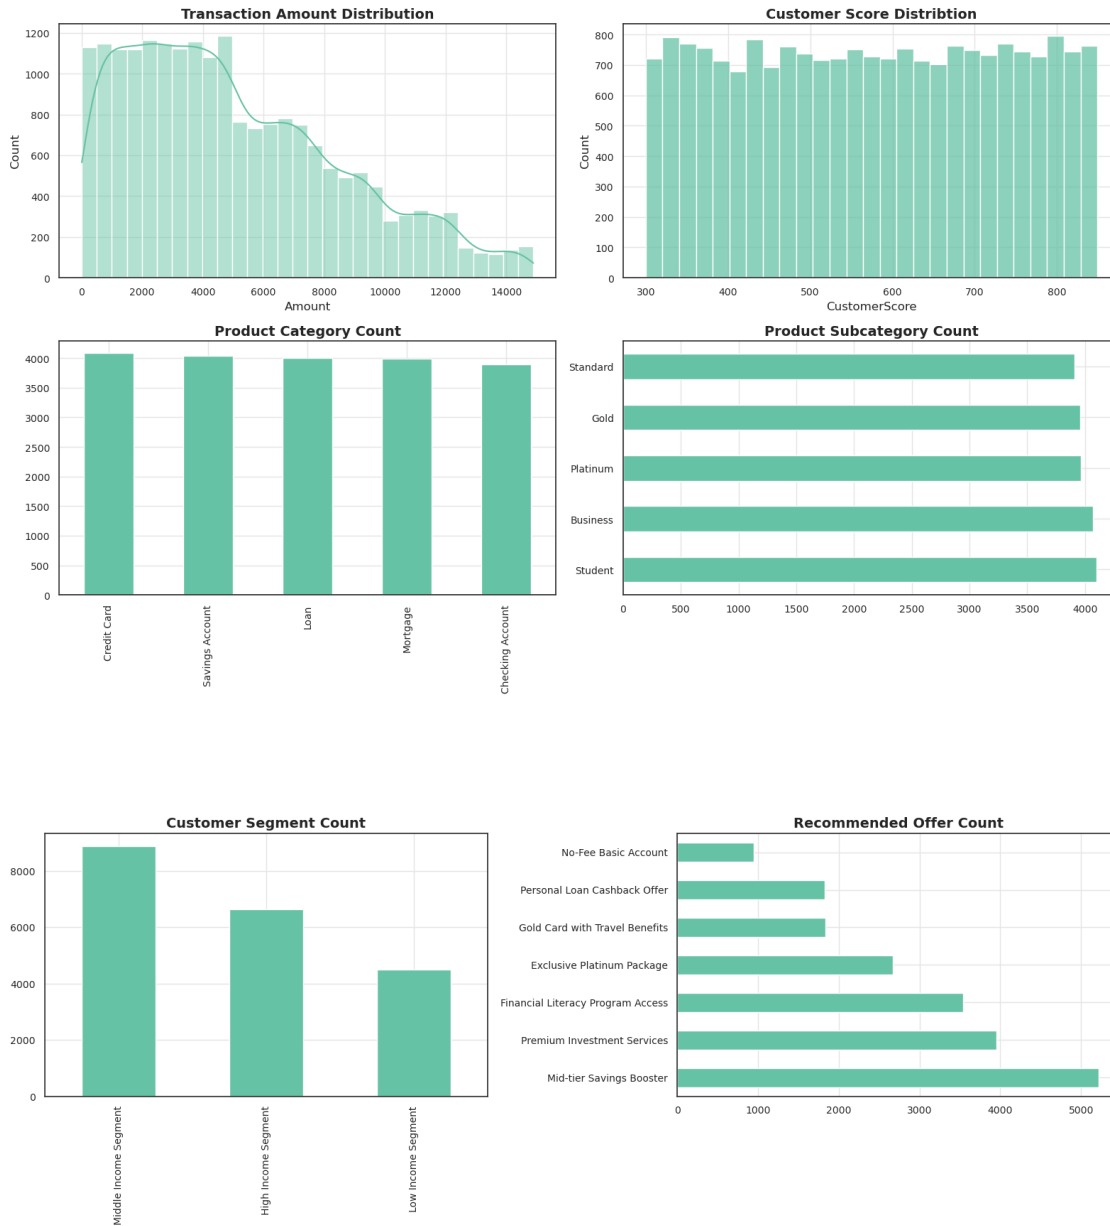 Transaction Amount Distribution
Count
1200
1000
800
600
400
200
0
0 2000 4000 6000 8000 10000 12000 14000
Amount
Customer Score Distribtion
Count
800
700
600
500
400
300
200
100
0
300 400 500 600 700 800
CustomerScore
Product Category Count
4000
3500
3000
2500
2000
1500
1000
500
0
Credit Card
Savings Account
Loan
Mortgage
Checking Account
Product Subcategory Count
Standard
Gold
Platinum
Business
Student
0 500 1000 1500 2000 2500 3000 3500 4000
Customer Segment Count
8000
6000
4000
2000
0
Middle Income Segment
High Income Segment
Low Income Segment
Recommended Offer Count
No-Fee Basic Account
Personal Loan Cashback Offer
Gold Card with Travel Benefits
Exclusive Platinum Package
Financial Literacy Program Access
Premium Investment Services
Mid-tier Savings Booster
0 1000 2000 3000 4000 5000